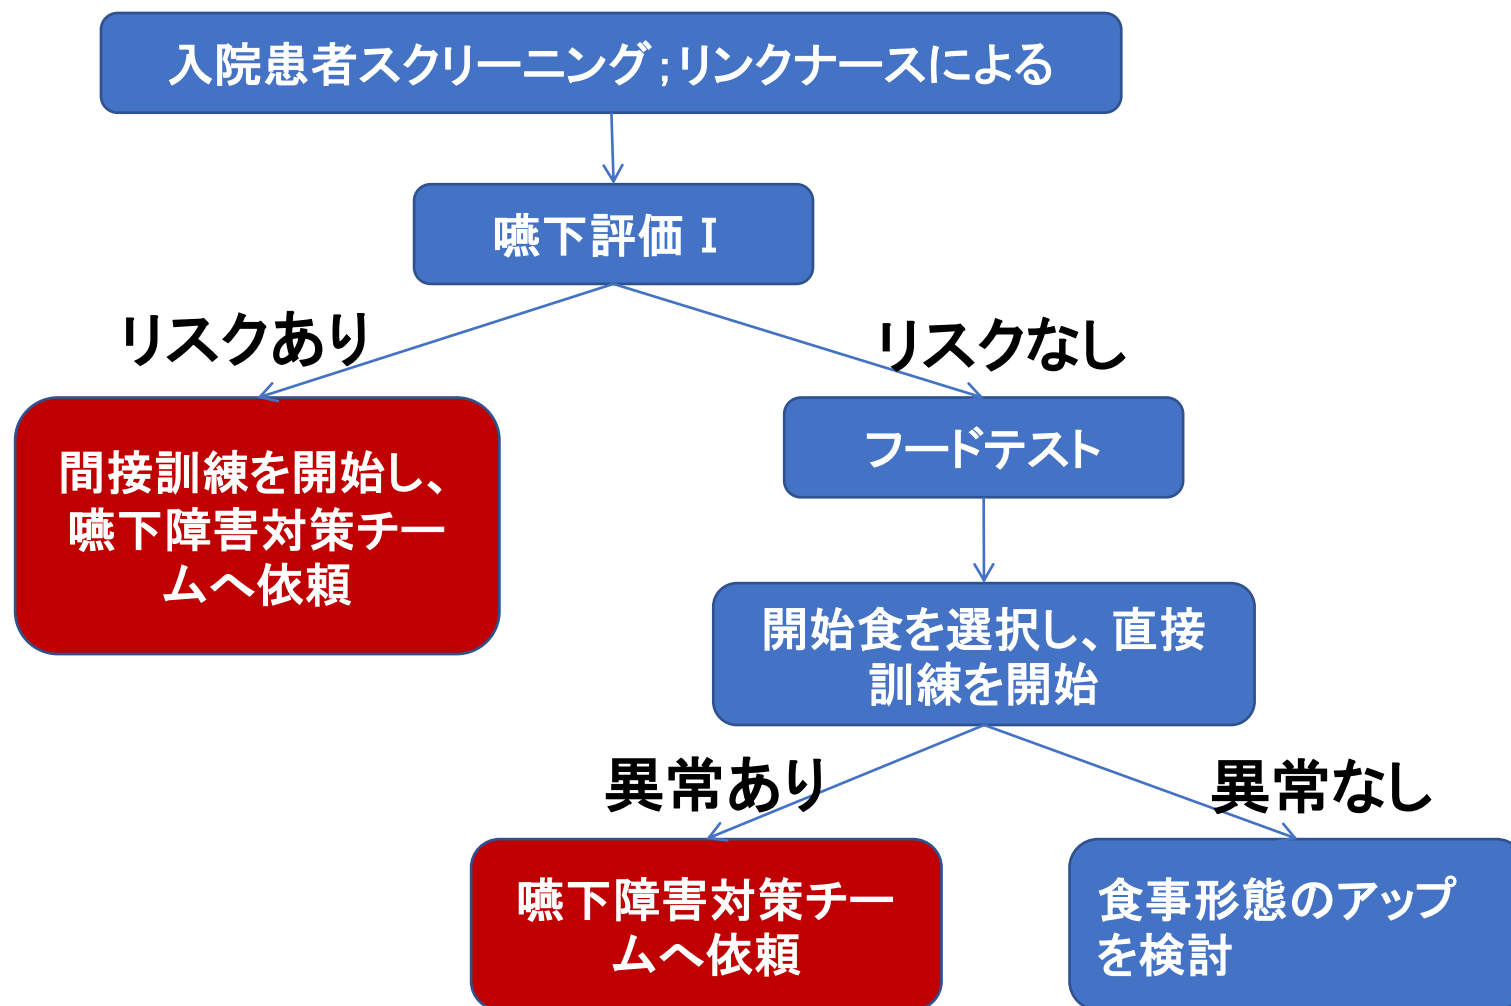 入院患者スクリーニング；リンクナースによる
嚥下評価Ⅰ
リスクあり
リスクなし
間接訓練を開始し、
嚥下障害対策チー
ムへ依頼
フードテスト
開始食を選択し、直接
訓練を開始
異常あり
異常なし
嚥下障害対策チー
ムへ依頼
食事形態のアップ
を検討